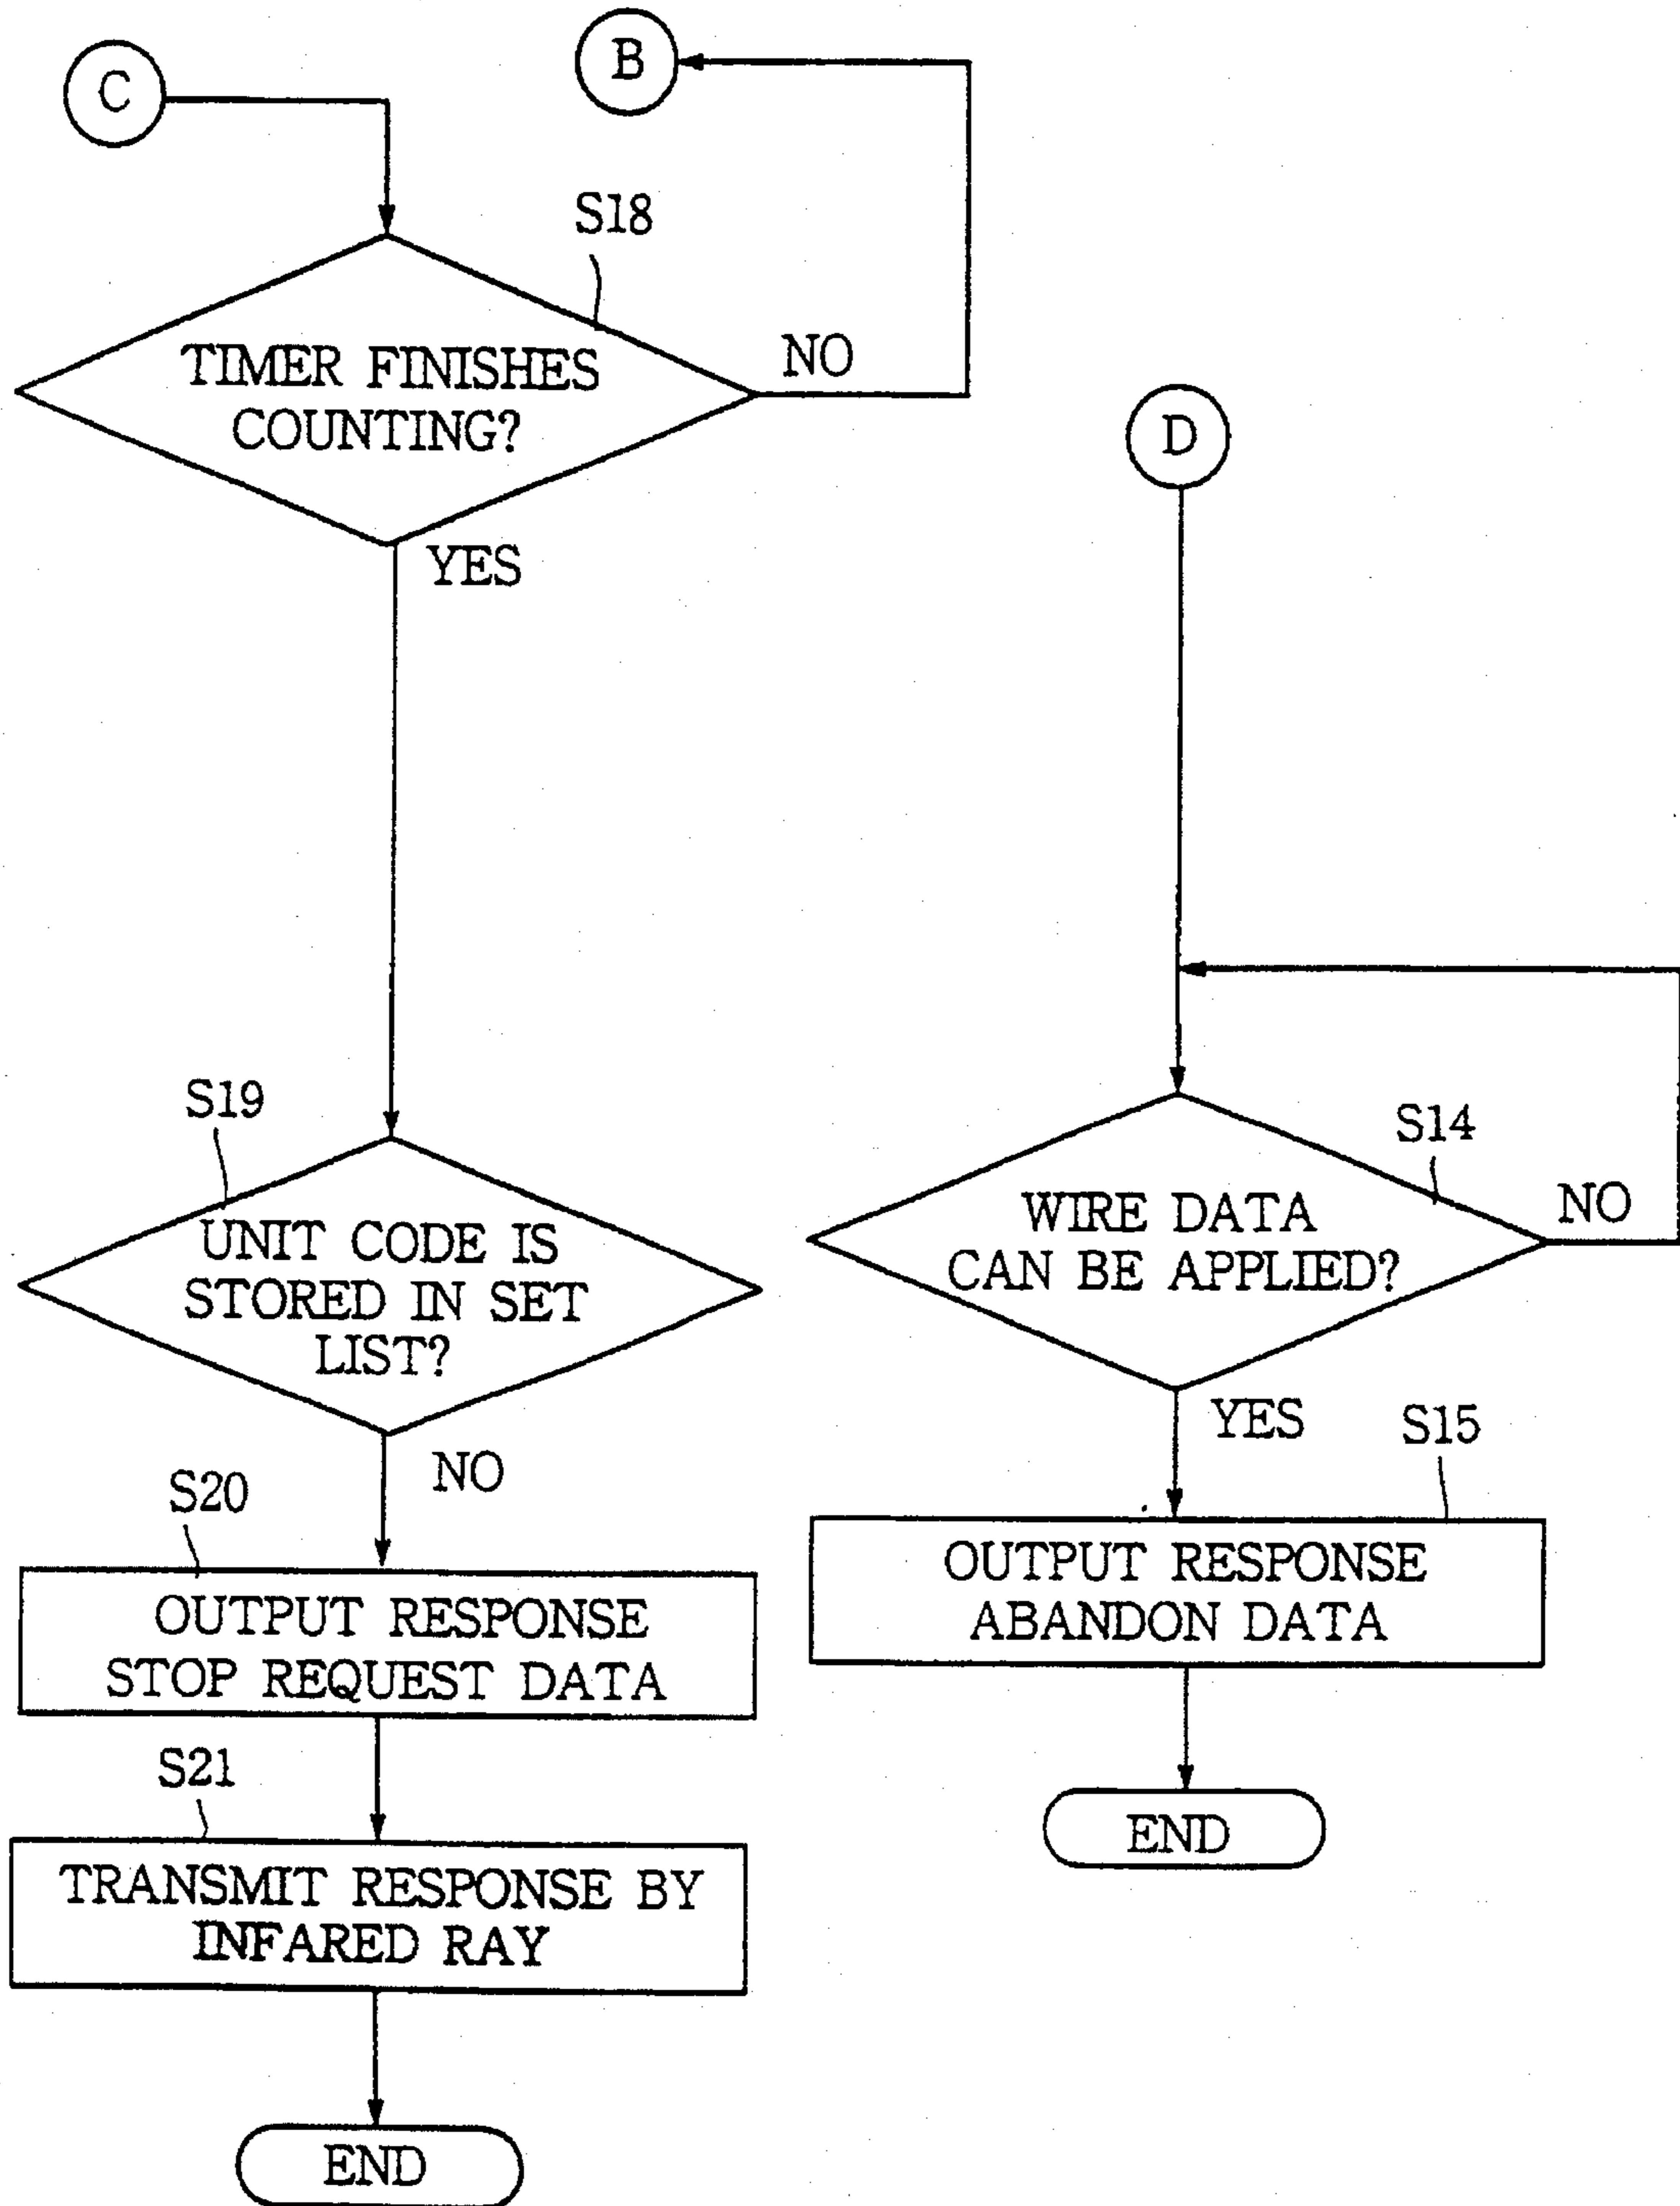 C
B
S18
TIMER FINISHES
COUNTING?
NO
YES
D
S19
UNIT CODE IS
STORED IN SET
LIST?
NO
S20
OUTPUT RESPONSE
STOP REQUEST DATA
S21
TRANSMIT RESPONSE BY
INFARED RAY
END
S14
WIRE DATA
CAN BE APPLIED?
NO
YES
S15
OUTPUT RESPONSE
ABANDON DATA
END